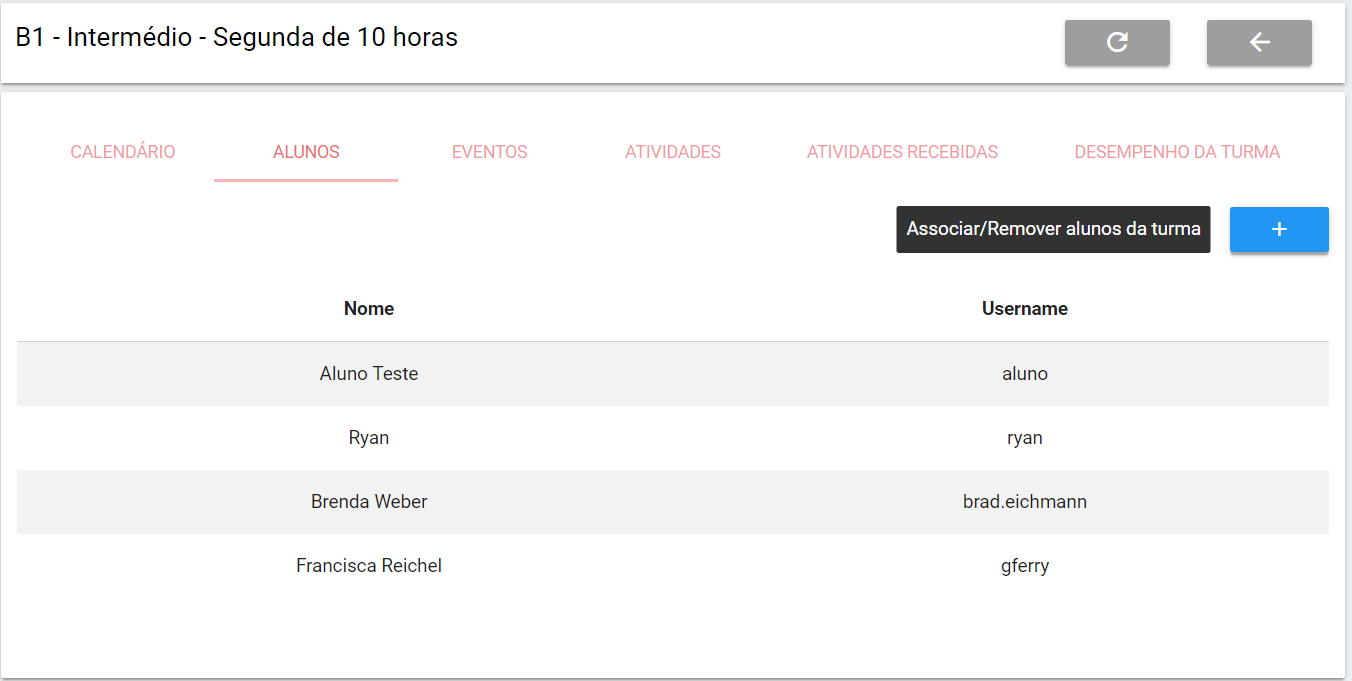 B1 - Intermédio - Segunda de 10 horas
CALENDÁRIO ALUNOS EVENTOS ATIVIDADES ATIVIDADES RECEBIDAS DESEMPENHO DA TURMA
Associar/Remover alunos da turma +
Nome Username
Aluno Teste aluno
Ryan ryan
Brenda Weber brad.eichmann
Francisca Reichel gferry